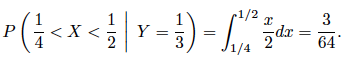 P(1/4 < X < 1/2 | Y = 1/3) = ∫_{1/4}^{1/2} x/2 dx = 3/64.